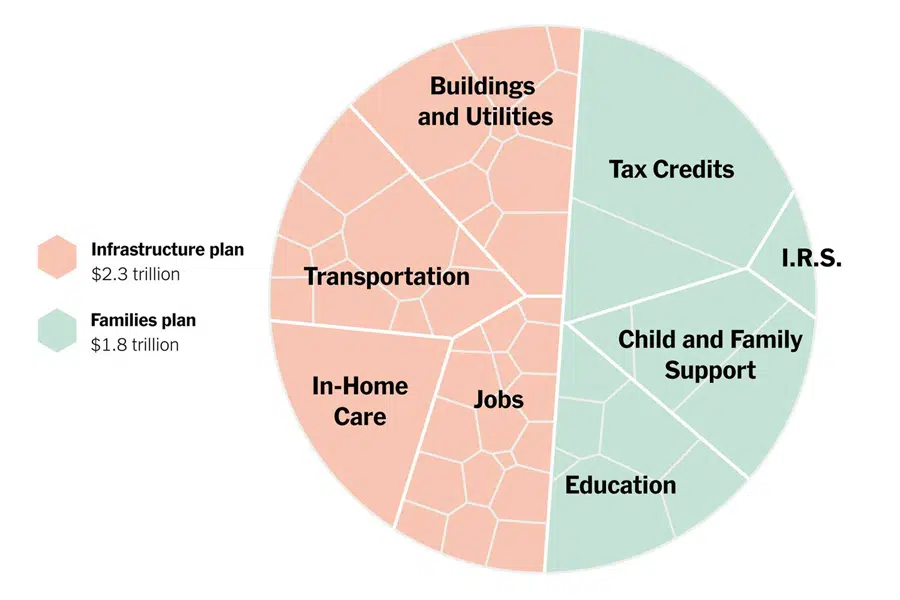 Buildings
and Utilities
Tax Credits
I.R.S.
Infrastructure plan
$2.3 trillion
Transportation
Families plan
$1.8 trillion
Child and Family
Support
In-Home
Care
Jobs
Education